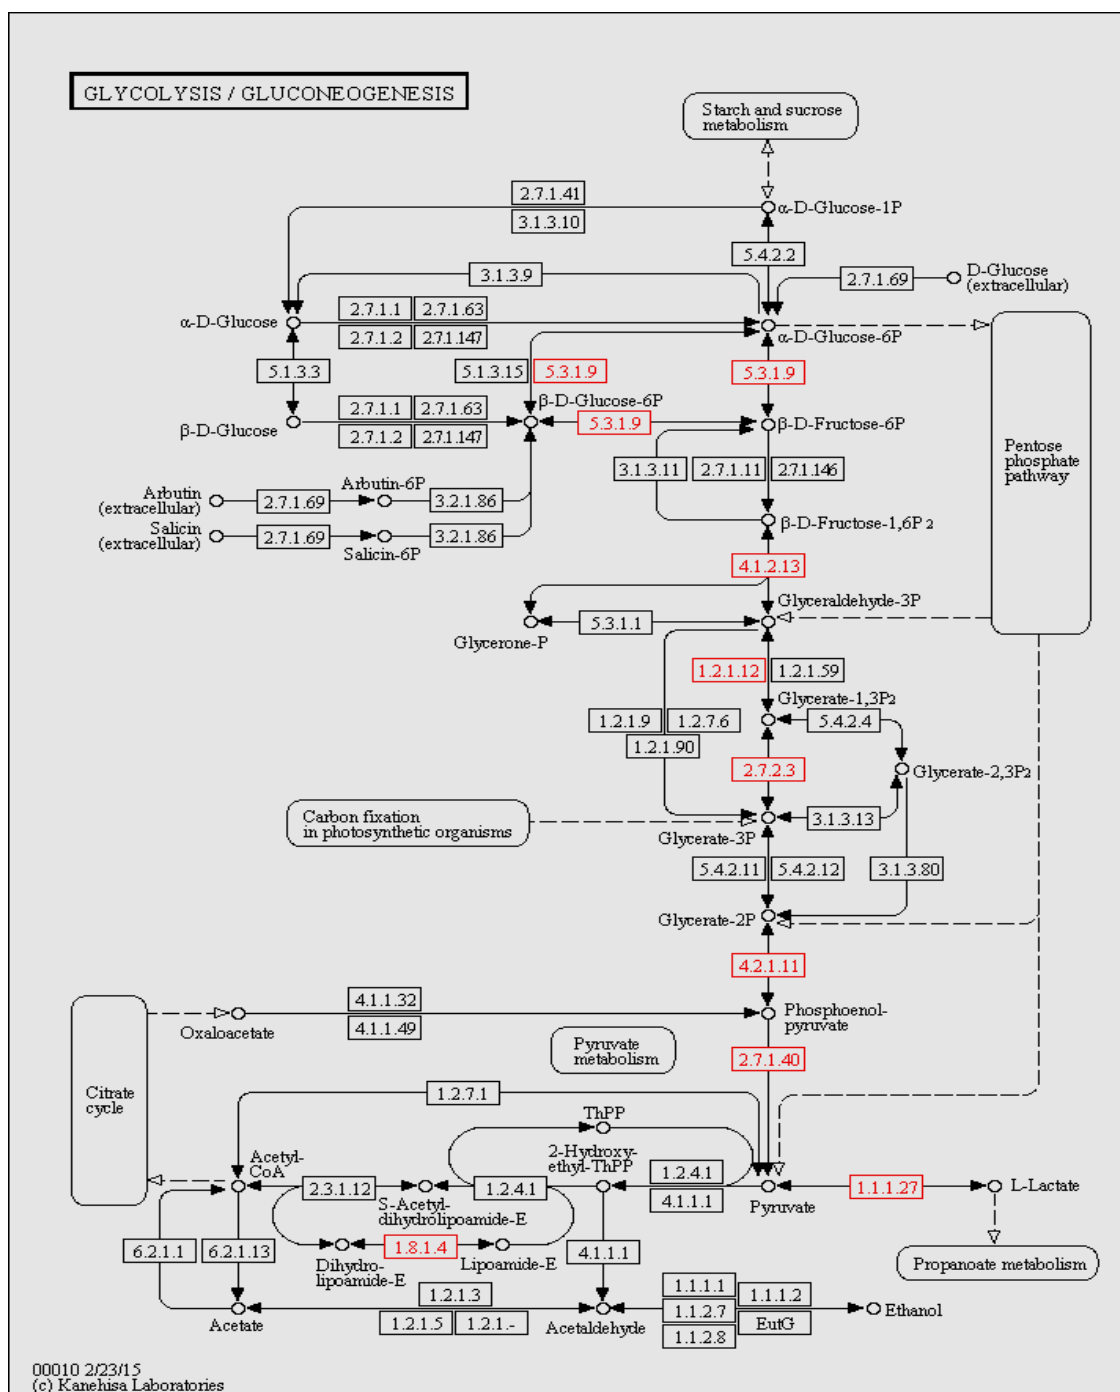 GLYCOLYSIS / GLUCONEOGENESIS
Starch and sucrose
metabolism
2.7.1.41
3.1.3.10
α-D-Glucose-1P
5.4.2.2
3.1.3.9
2.7.1.69
D-Glucose
(extracellular)
α-D-Glucose
2.7.1.1
2.7.1.63
2.7.1.2
2.7.1.147
α-D-Glucose-6P
5.1.3.3
5.1.3.15
5.3.1.9
5.3.1.9
β-D-Glucose
2.7.1.1
2.7.1.63
2.7.1.2
2.7.1.147
β-D-Glucose-6P
5.3.1.9
β-D-Fructose-6P
Pentose
phosphate
pathway
3.1.3.11
2.7.1.11
2.7.1.146
Arbutin
(extracellular)
2.7.1.69
Arbutin-6P
3.2.1.86
Salicin
(extracellular)
2.7.1.69
Salicin-6P
3.2.1.86
β-D-Fructose-1,6P2
4.1.2.13
Glyceraldehyde-3P
5.3.1.1
Glycerone-P
1.2.1.12
1.2.1.59
Glycerate-1,3P2
1.2.1.9
1.2.7.6
1.2.1.90
5.4.2.4
2.7.2.3
Glycerate-2,3P2
Carbon fixation
in photosynthetic organisms
3.1.3.13
Glycerate-3P
5.4.2.11
5.4.2.12
3.1.3.80
Glycerate-2P
4.2.1.11
4.1.1.32
4.1.1.49
Oxaloacetate
Phosphoenol-
pyruvate
Pyruvate
metabolism
2.7.1.40
Citrate
cycle
1.2.7.1
ThPP
Acetyl-
CoA
2-Hydroxy-
ethyl-ThPP
2.3.1.12
S-Acetyl-
dihydrolipoamide-E
1.2.4.1
1.2.4.1
4.1.1.1
Pyruvate
1.1.1.27
L-Lactate
6.2.1.1
6.2.1.13
Dihydro-
lipoamide-E
1.8.1.4
Lipoamide-E
4.1.1.1
Propanoate metabolism
Acetate
1.2.1.3
1.2.1.5
1.2.1.-
Acetaldehyde
1.1.1.1
1.1.1.2
1.1.2.7
EutG
1.1.2.8
Ethanol
00010 2/23/15
(c) Kanehisa Laboratories